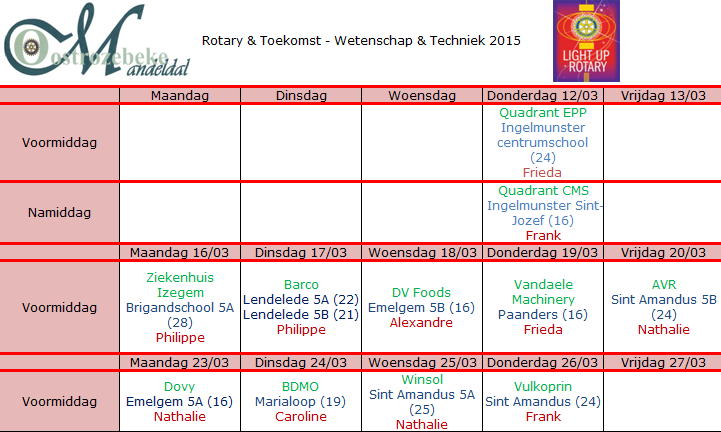 Oostrozebeke
Mandeldal
Rotary & Toekomst - Wetenschap & Techniek 2015
LIGHT UP
ROTARY
Maandag Dinsdag Woensdag Donderdag 12/03 Vrijdag 13/03
Voormiddag
Quadrant EPP
Ingelmunster
centrumschool
(24)
Frieda
Namiddag
Quadrant CMS
Ingelmunster Sint-
Jozef (16)
Frank
Maandag 16/03 Dinsdag 17/03 Woensdag 18/03 Donderdag 19/03 Vrijdag 20/03
Voormiddag
Ziekenhuis
Izegem
Brigandschool 5A
(28)
Philippe
Barco
Lendelede 5A (22)
Lendelede 5B (21)
Philippe
DV Foods
Emelgem 5B (16)
Alexandre
Vandaele
Machinery
Paanders (16)
Frieda
AVR
Sint Amandus 5B
(24)
Nathalie
Maandag 23/03 Dinsdag 24/03 Woensdag 25/03 Donderdag 26/03 Vrijdag 27/03
Voormiddag
Dovy
Emelgem 5A (16)
Nathalie
BDMO
Marialoop (19)
Caroline
Winsol
Sint Amandus 5A
(25)
Nathalie
Vulkoprin
Sint Amandus (24)
Frank